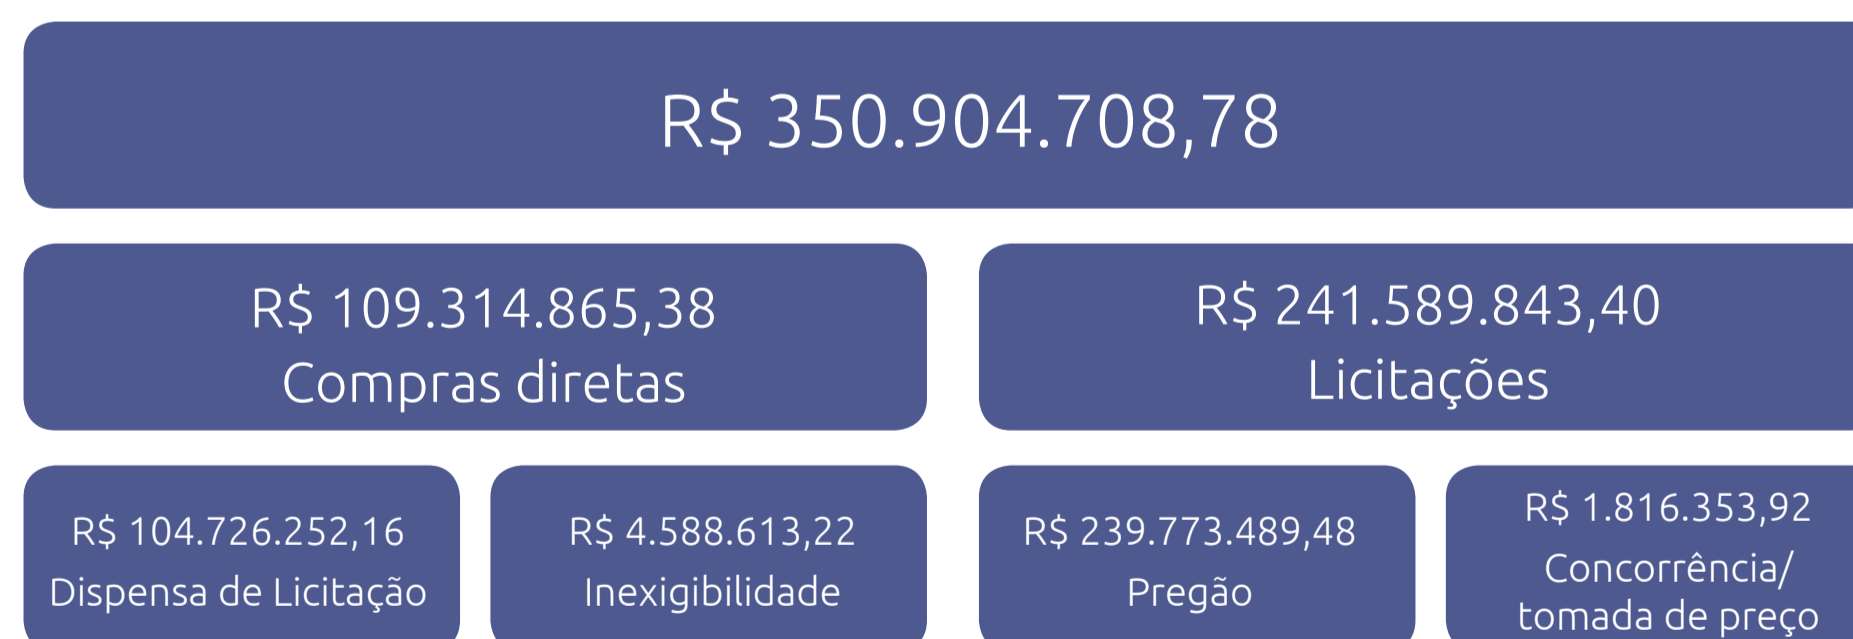 R$ 350.904.708,78
R$ 109.314.865,38
Compras diretas
R$ 241.589.843,40
Licitações
R$ 104.726.252,16
Dispensa de Licitação
R$ 4.588.613,22
Inexigibilidade
R$ 239.773.489,48
Pregão
R$ 1.816.353,92
Concorrência/
tomada de preço